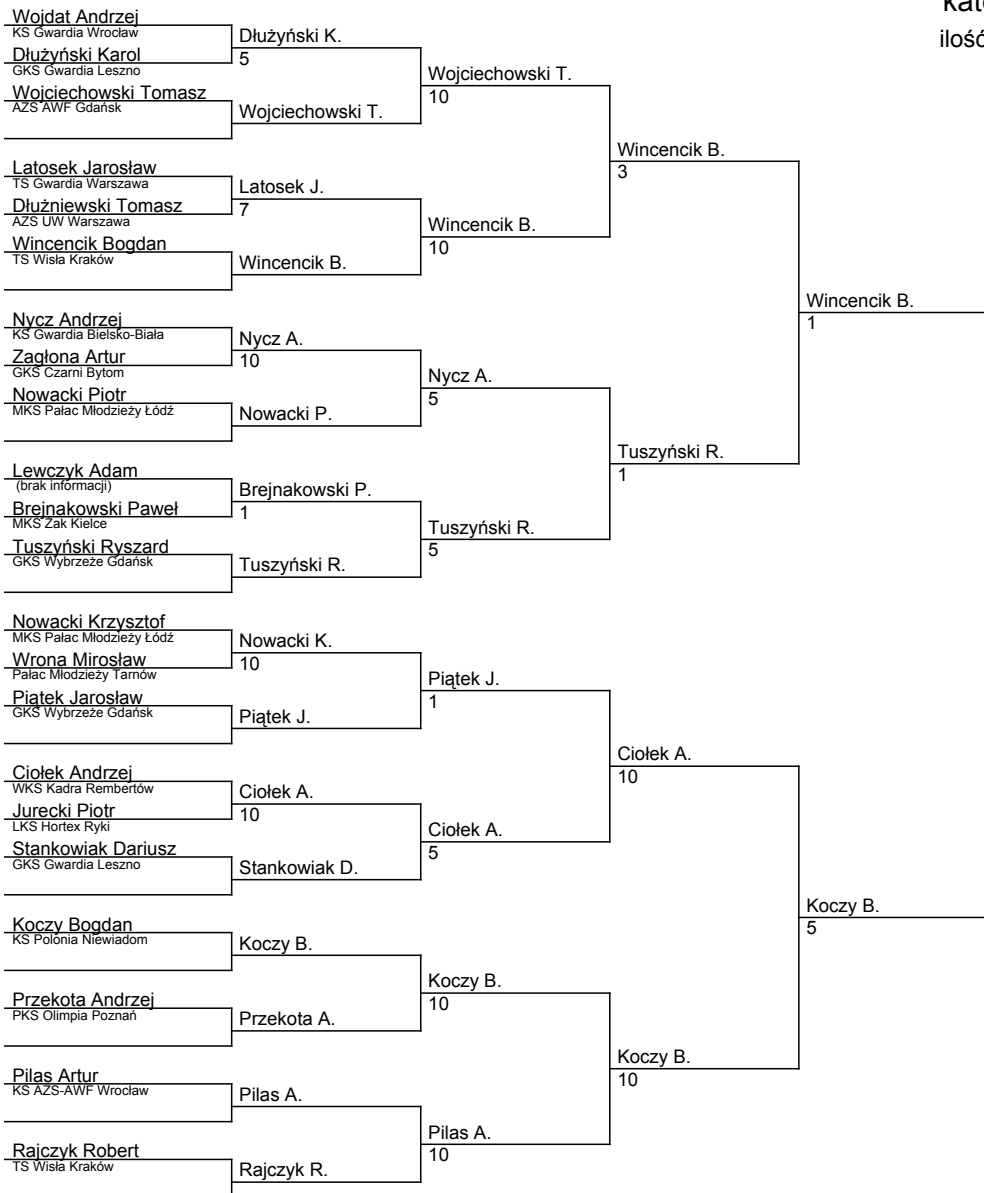 kate
ilość
Wojdat Andrzej
KS Gwardia Wrocław
Dłużyński Karol
GKS Gwardia Leszno
Wojciechowski Tomasz
AZS AWF Gdańsk
Latosek Jarosław
TS Gwardia Warszawa
Dłużniewski Tomasz
AZS UW Warszawa
Wincencik Bogdan
TS Wisła Kraków
Nycz Andrzej
KS Gwardia Bielsko-Biała
Zagłona Artur
GKS Czarni Bytom
Nowacki Piotr
MKS Pałac Młodzieży Łódź
Lewczyk Adam
(brak informacji)
Brejnakowski Paweł
MKS Żak Kielce
Tuszyński Ryszard
GKS Wybrzeże Gdańsk
Nowacki Krzysztof
MKS Pałac Młodzieży Łódź
Wrona Mirosław
Pałac Młodzieży Tarnów
Piątek Jarosław
GKS Wybrzeże Gdańsk
Ciołek Andrzej
WKS Kadra Rembertów
Jurecki Piotr
LKS Hortex Ryki
Stankowiak Dariusz
GKS Gwardia Leszno
Koczy Bogdan
KS Polonia Niewiadom
Przekota Andrzej
PKS Olimpia Poznań
Pilas Artur
KS AZS-AWF Wrocław
Rajczyk Robert
TS Wisła Kraków
Dłużyński K.
5
Wojciechowski T.
Latosek J.
7
Wincencik B.
Nycz A.
10
Nowacki P.
Brejnakowski P.
1
Tuszyński R.
Nowacki K.
10
Piątek J.
Ciołek A.
10
Stankowiak D.
Koczy B.
Przekota A.
Pilas A.
Rajczyk R.
Wojciechowski T.
10
Wincencik B.
10
Nycz A.
5
Tuszyński R.
5
Piątek J.
1
Ciołek A.
5
Koczy B.
10
Pilas A.
10
Wincencik B.
3
Tuszyński R.
1
Ciołek A.
10
Koczy B.
10
Wincencik B.
1
Koczy B.
5